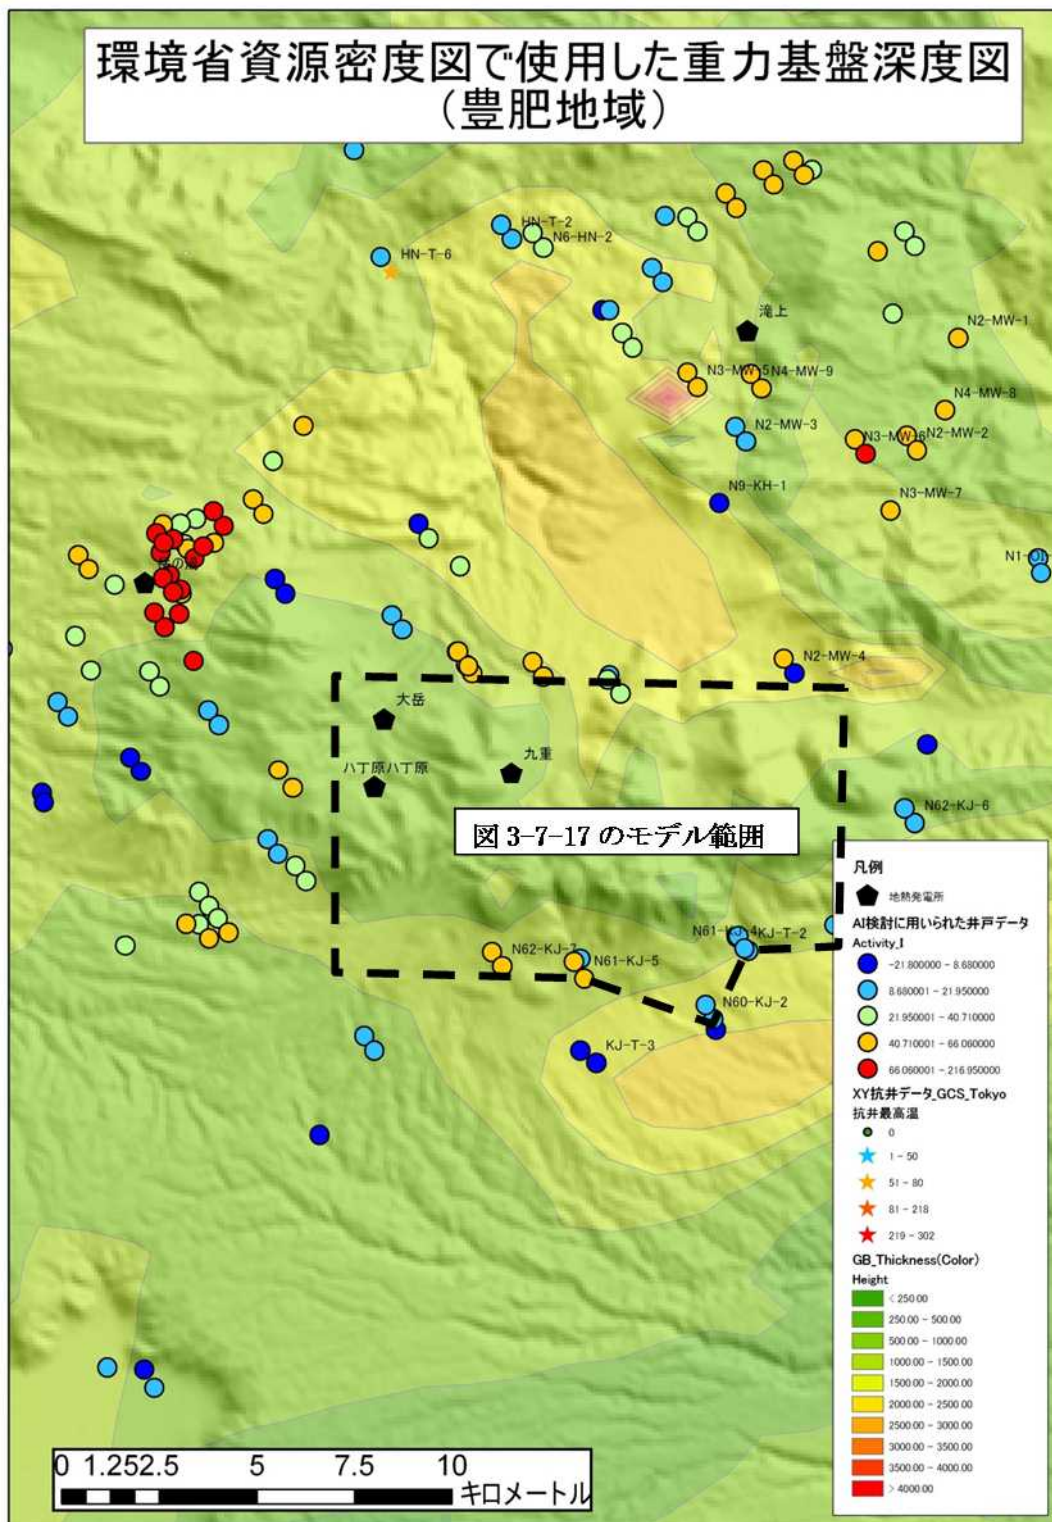 環境省資源密度図で使用した重力基盤深度図
(豊肥地域)
HN-T-2
N6-HN-2
HN-T-6
滝上
N2-MW-1
N3-MW-5
N4-MW-9
N4-MW-8
N2-MW-3
N3-MW-6
N2-MW-2
N9-KH-1
N3-MW-7
N2-MW-4
大岳
九重
八丁原八丁原
N62-KJ-6
図 3-7-17 のモデル範囲
N62-KJ-7
N61-KJ-5
N61-KJ-4
KJ-T-2
N60-KJ-2
KJ-T-3
凡例
地熱発電所
AI検討に用いられた井戸データ
Activity_I
-21.800000 - 8.680000
8.680001 - 21.950000
21.950001 - 40.710000
40.710001 - 66.060000
66.060001 - 216.950000
XY抗井データ_GCS_Tokyo
抗井最高温
0
1 - 50
51 - 80
81 - 218
219 - 302
GB_Thickness(Color)
Height
< 250.00
250.00 - 500.00
500.00 - 1000.00
1000.00 - 1500.00
1500.00 - 2000.00
2000.00 - 2500.00
2500.00 - 3000.00
3000.00 - 3500.00
3500.00 - 4000.00
> 4000.00
0 1.252.5 5 7.5 10
キロメートル